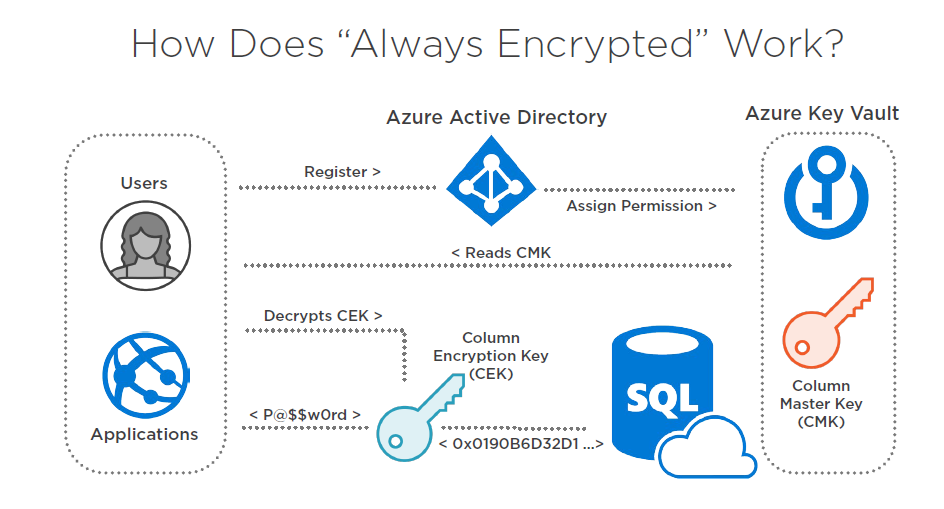 How Does “Always Encrypted” Work?
Azure Active Directory
Azure Key Vault
Users
Register >
Assign Permission >
< Reads CMK
Decrypts CEK >
Column
Encryption Key
(CEK)
SQL
Column
Master Key
(CMK)
< P@$$w0rd >
Applications
< 0x0190B6D32D1 ...>